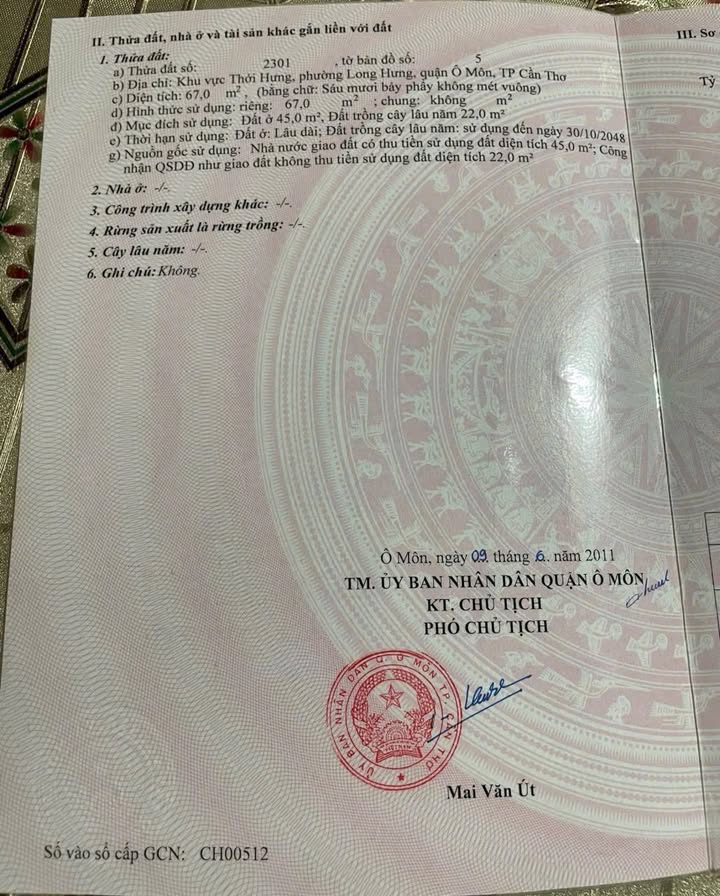 II. Thửa đất, nhà ở và tài sản khác gắn liền với đất
1. Thửa đất:
a) Thửa đất số: 2301 , tờ bản đồ số: 5
b) Địa chỉ: Khu vực Thới Hưng, phường Long Hưng, quận Ô Môn, TP Cần Thơ
c) Diện tích: 67,0 m², (bằng chữ: Sáu mươi bảy phẩy không mét vuông)
d) Hình thức sử dụng: riêng: 67,0 m² ; chung: không m²
đ) Mục đích sử dụng: Đất ở 45,0 m², Đất trồng cây lâu năm 22,0 m²
e) Thời hạn sử dụng: Đất ở: Lâu dài; Đất trồng cây lâu năm: sử dụng đến ngày 30/10/2048
g) Nguồn gốc sử dụng: Nhà nước giao đất có thu tiền sử dụng đất diện tích 45,0 m²; Công
nhận QSDĐ như giao đất không thu tiền sử dụng đất diện tích 22,0 m²
2. Nhà ở: -/-.
3. Công trình xây dựng khác: -/-.
4. Rừng sản xuất là rừng trồng: -/-.
5. Cây lâu năm: -/-.
6. Ghi chú: Không.
III. Sơ
Tỷ
Ô Môn, ngày 09 tháng 6 năm 2011
TM. ỦY BAN NHÂN DÂN QUẬN Ô MÔN
KT. CHỦ TỊCH
PHÓ CHỦ TỊCH
ỦY BAN NHÂN DÂN Q. Ô MÔN TP. CẦN THƠ
Mai Văn Út
Số vào sổ cấp GCN: CH00512